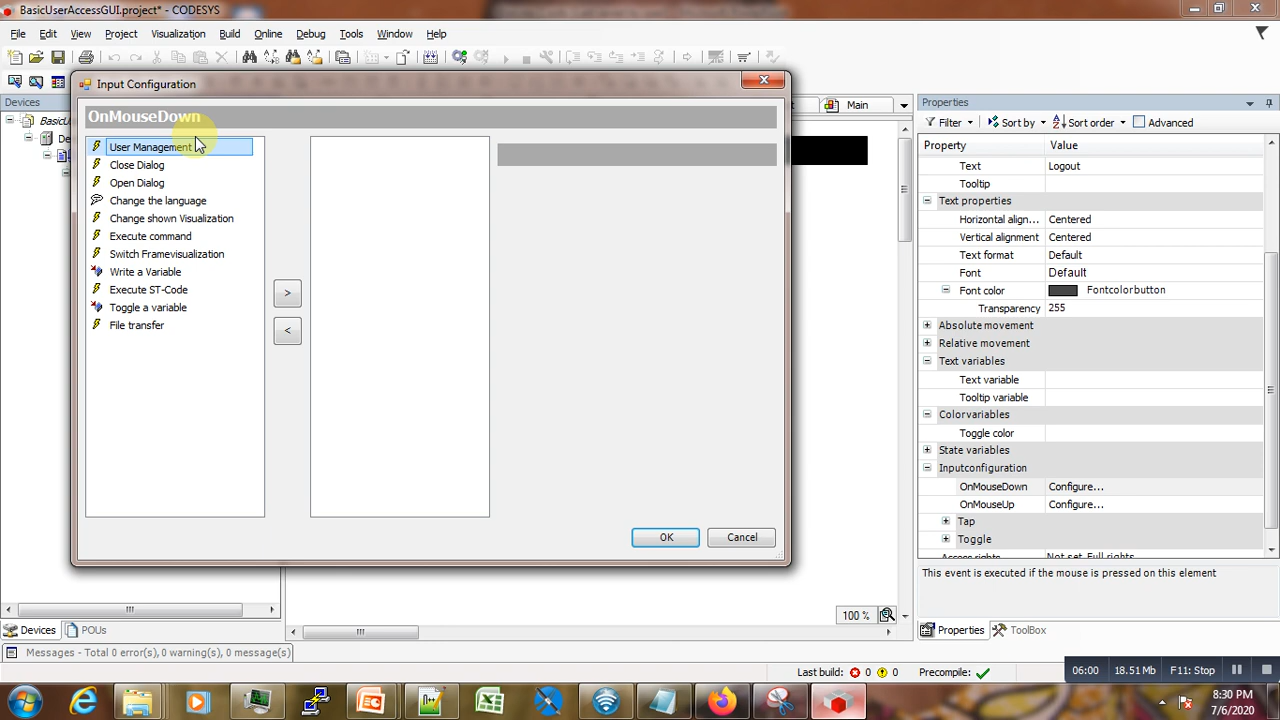 BasicUserAccessGUI.project* - CODESYS
File Edit View Project Visualization Build Online Debug Tools Window Help
Input Configuration
OnMouseDown
User Management
Close Dialog
Open Dialog
Change the language
Change shown Visualization
Execute command
Switch Framevisualization
Write a Variable
Execute ST-Code
Toggle a variable
File transfer
>
<
OK Cancel
Devices
Devices POUs
Main
100 %
Properties
Filter Sort by Sort order Advanced
Property Value
Text Logout
Tooltip
Text properties
Horizontal align... Centered
Vertical alignment Centered
Text format Default
Font Default
Font color Fontcolorbutton
Transparency 255
Absolute movement
Relative movement
Text variables
Text variable
Tooltip variable
Colorvariables
Toggle color
State variables
Inputconfiguration
OnMouseDown Configure...
OnMouseUp Configure...
Tap
Toggle
Access rights Not set. Full rights.
This event is executed if the mouse is pressed on this element
Properties ToolBox
Messages - Total 0 error(s), 0 warning(s), 0 message(s)
Last build: 0 0 Precompile:
06:00 18.51 Mb F11: Stop
8:30 PM
7/6/2020